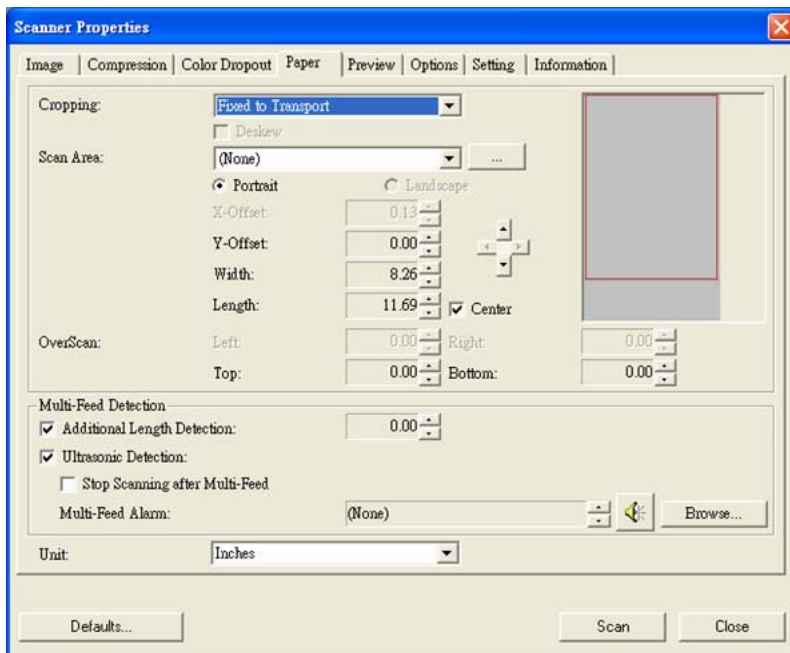 Scanner Properties
Image Compression Color Dropout Paper Preview Options Setting Information
Cropping: Fixed to Transport
Deskew
Scan Area: (None) ...
Portrait Landscape
X-Offset: 0.13
Y-Offset: 0.00
Width: 8.26
Length: 11.69 Center
OverScan: Left: 0.00 Right: 0.00
Top: 0.00 Bottom: 0.00
Multi-Feed Detection
Additional Length Detection: 0.00
Ultrasonic Detection:
Stop Scanning after Multi-Feed
Multi-Feed Alarm: (None) Browse...
Unit: Inches
Defaults... Scan Close